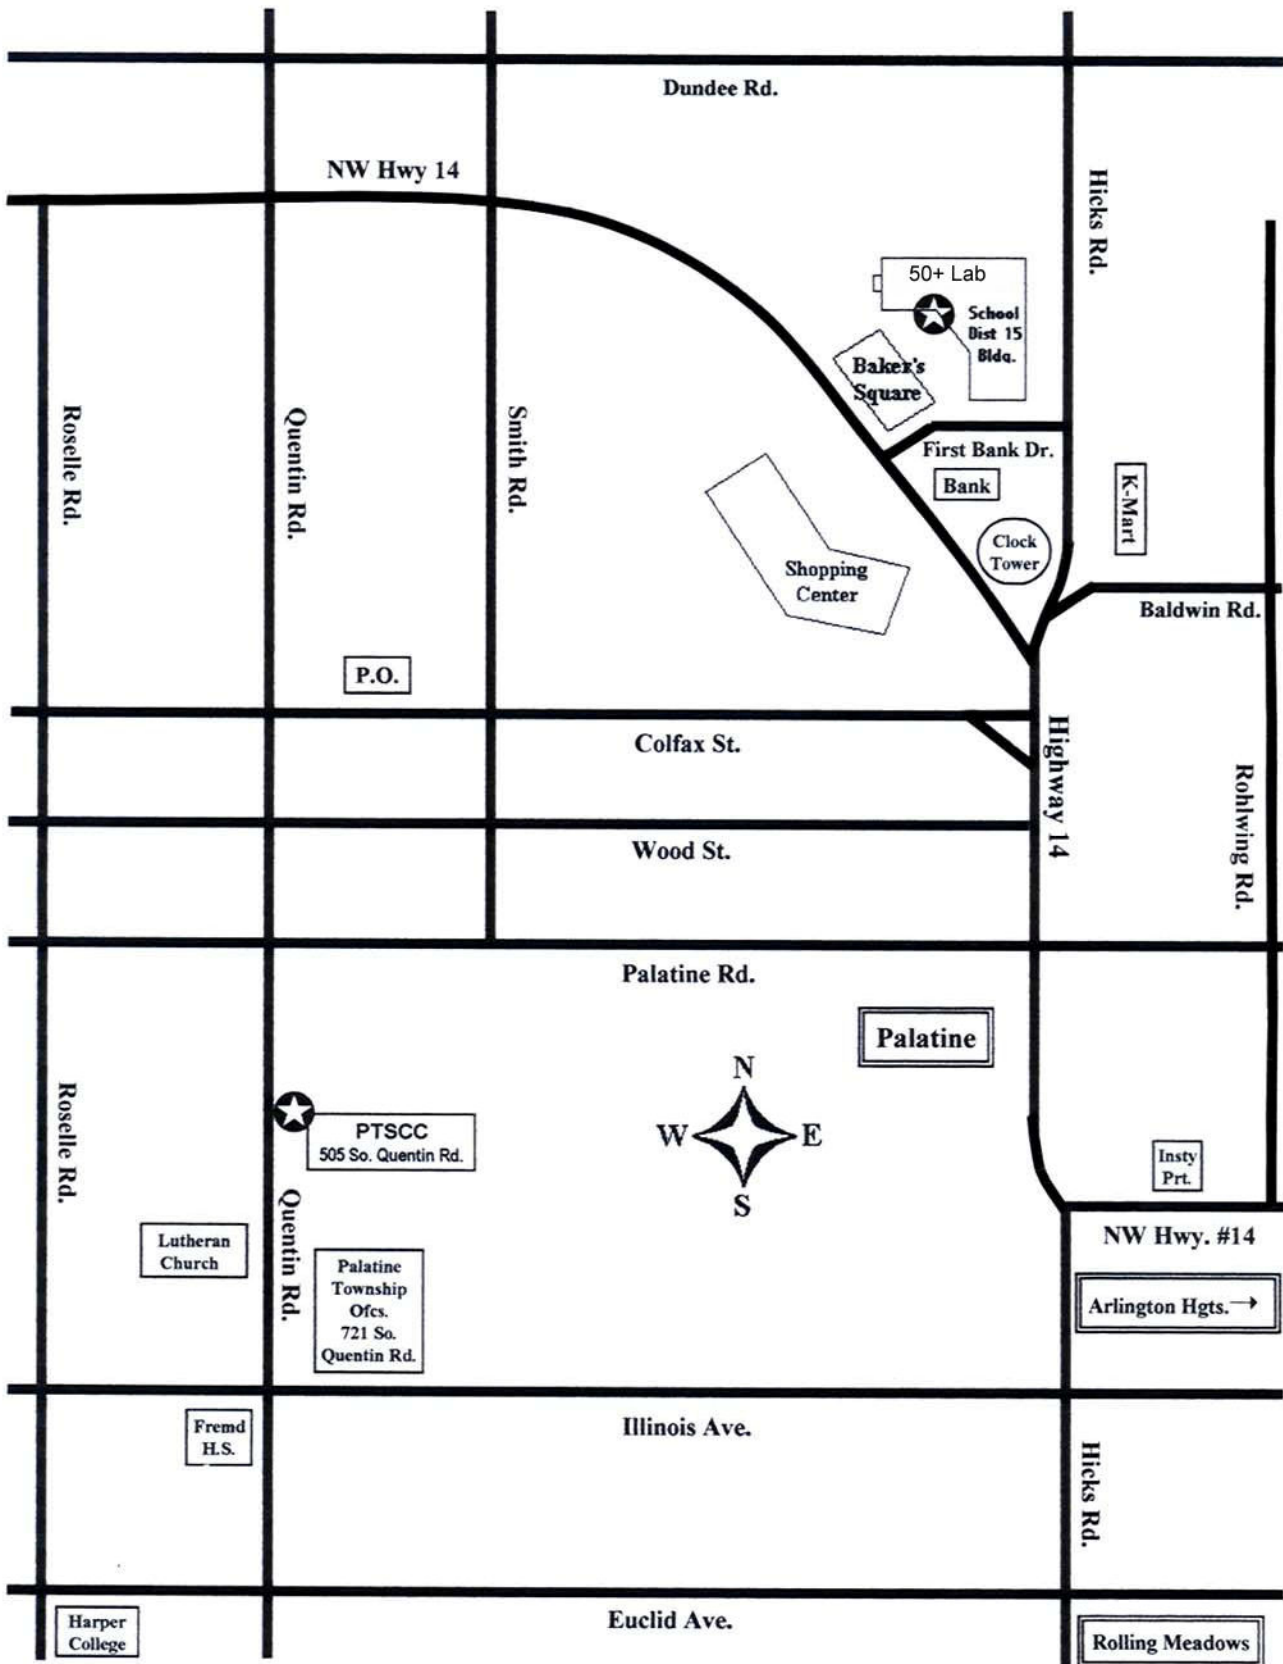 Dundee Rd.
NW Hwy 14
Hicks Rd.
50+ Lab
School
Dist 15
Bldg.
Baker's
Square
Roselle Rd.
Quentin Rd.
Smith Rd.
First Bank Dr.
Bank
K-Mart
Clock
Tower
Shopping
Center
Baldwin Rd.
P.O.
Colfax St.
Highway 14
Rohlwing Rd.
Wood St.
Palatine Rd.
Palatine
N
W
E
S
Roselle Rd.
PTSCC
505 So. Quentin Rd.
Insty
Prt.
Quentin Rd.
Lutheran
Church
NW Hwy. #14
Palatine
Township
Ofcs.
721 So.
Quentin Rd.
Arlington Hgts.→
Fremd
H.S.
Illinois Ave.
Hicks Rd.
Harper
College
Euclid Ave.
Rolling Meadows